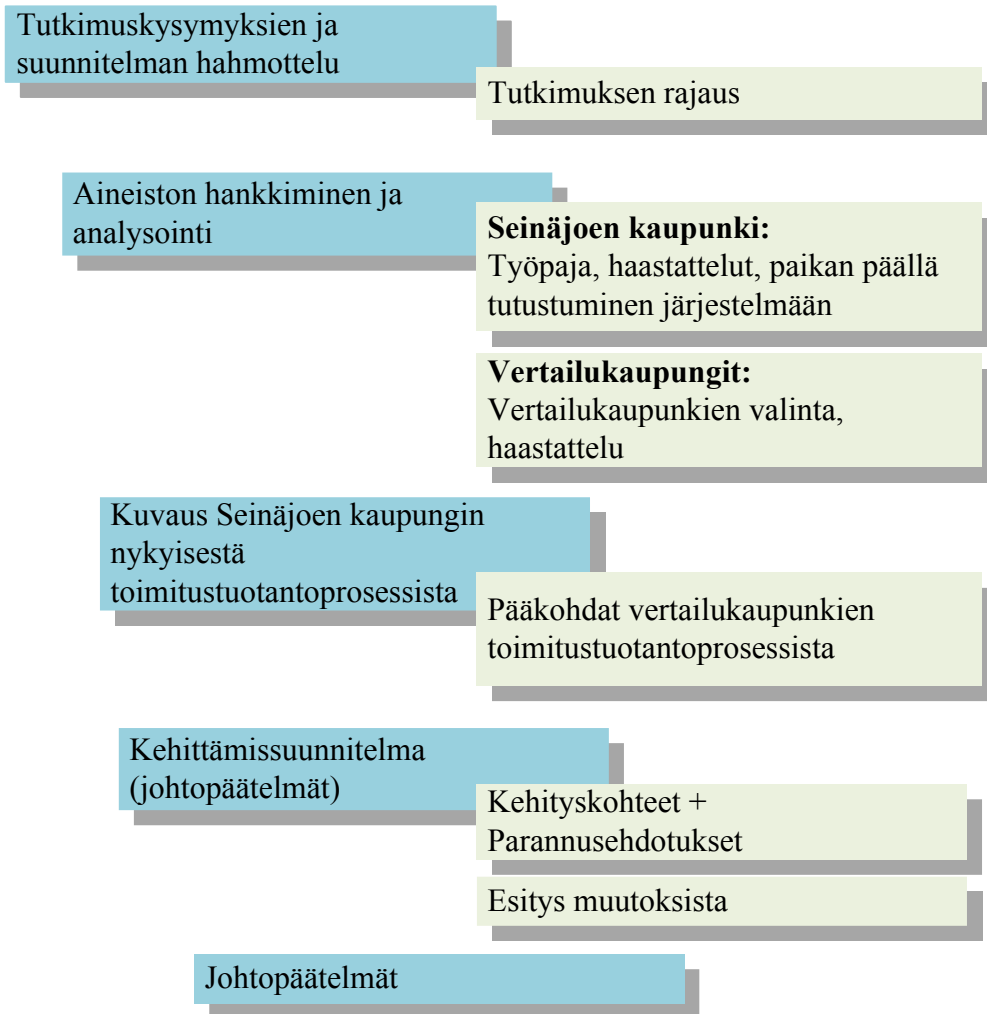 Tutkimuskysymyksien ja
suunnitelman hahmottelu
Tutkimuksen rajaus
Aineiston hankkiminen ja
analysointi
Seinäjoen kaupunki:
Työpaja, haastattelut, paikan päällä
tutustuminen järjestelmään
Vertailukaupungit:
Vertailukaupunkien valinta,
haastattelu
Kuvaus Seinäjoen kaupungin
nykyisestä
toimitustuotantoprosessista
Pääkohdat vertailukaupunkien
toimitustuotantoprosessista
Kehittämissuunnitelma
(johtopäätelmät)
Kehityskohteet +
Parannusehdotukset
Esitys muutoksista
Johtopäätelmät